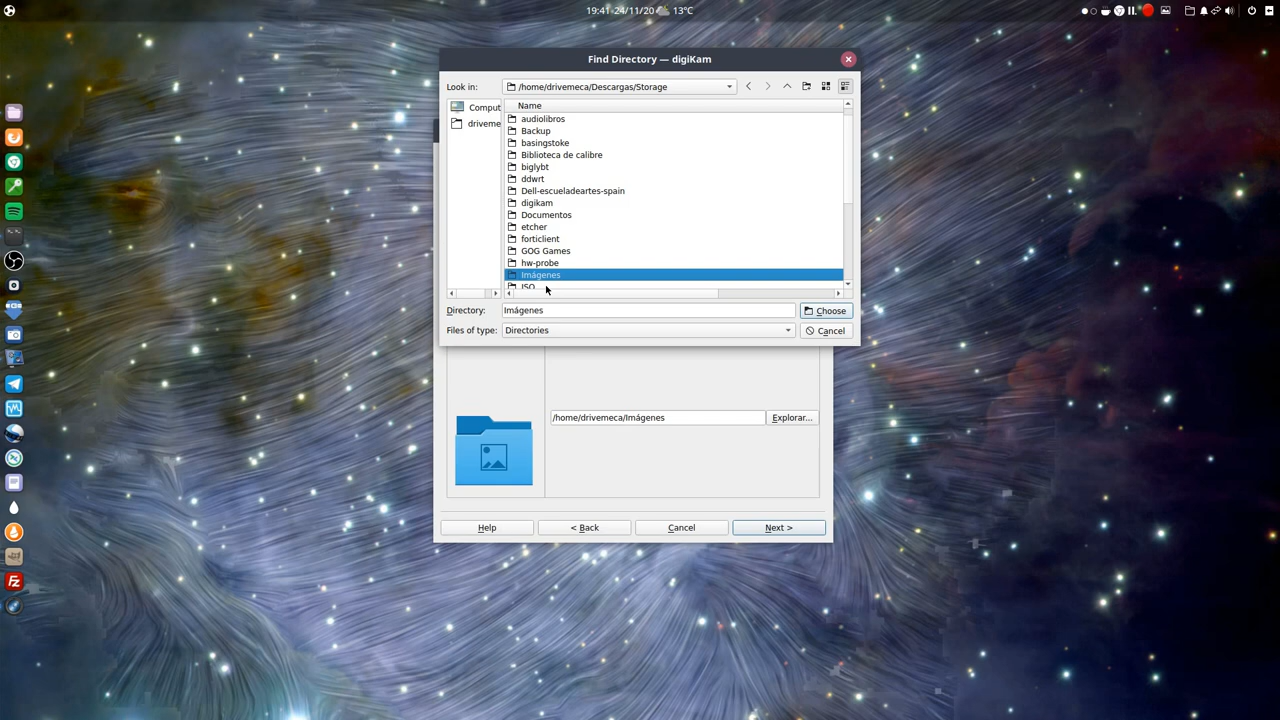 19:41 24/11/20 13°C
Find Directory — digiKam
Look in: /home/drivemeca/Descargas/Storage
Comput
driveme
Name
audiolibros
Backup
basingstoke
Biblioteca de calibre
biglybt
ddwrt
Dell-escueladeartes-spain
digikam
Documentos
etcher
forticlient
GOG Games
hw-probe
Imágenes
ISO
Directory: Imágenes Choose
Files of type: Directories Cancel
/home/drivemeca/Imágenes Explorar...
Help < Back Cancel Next >